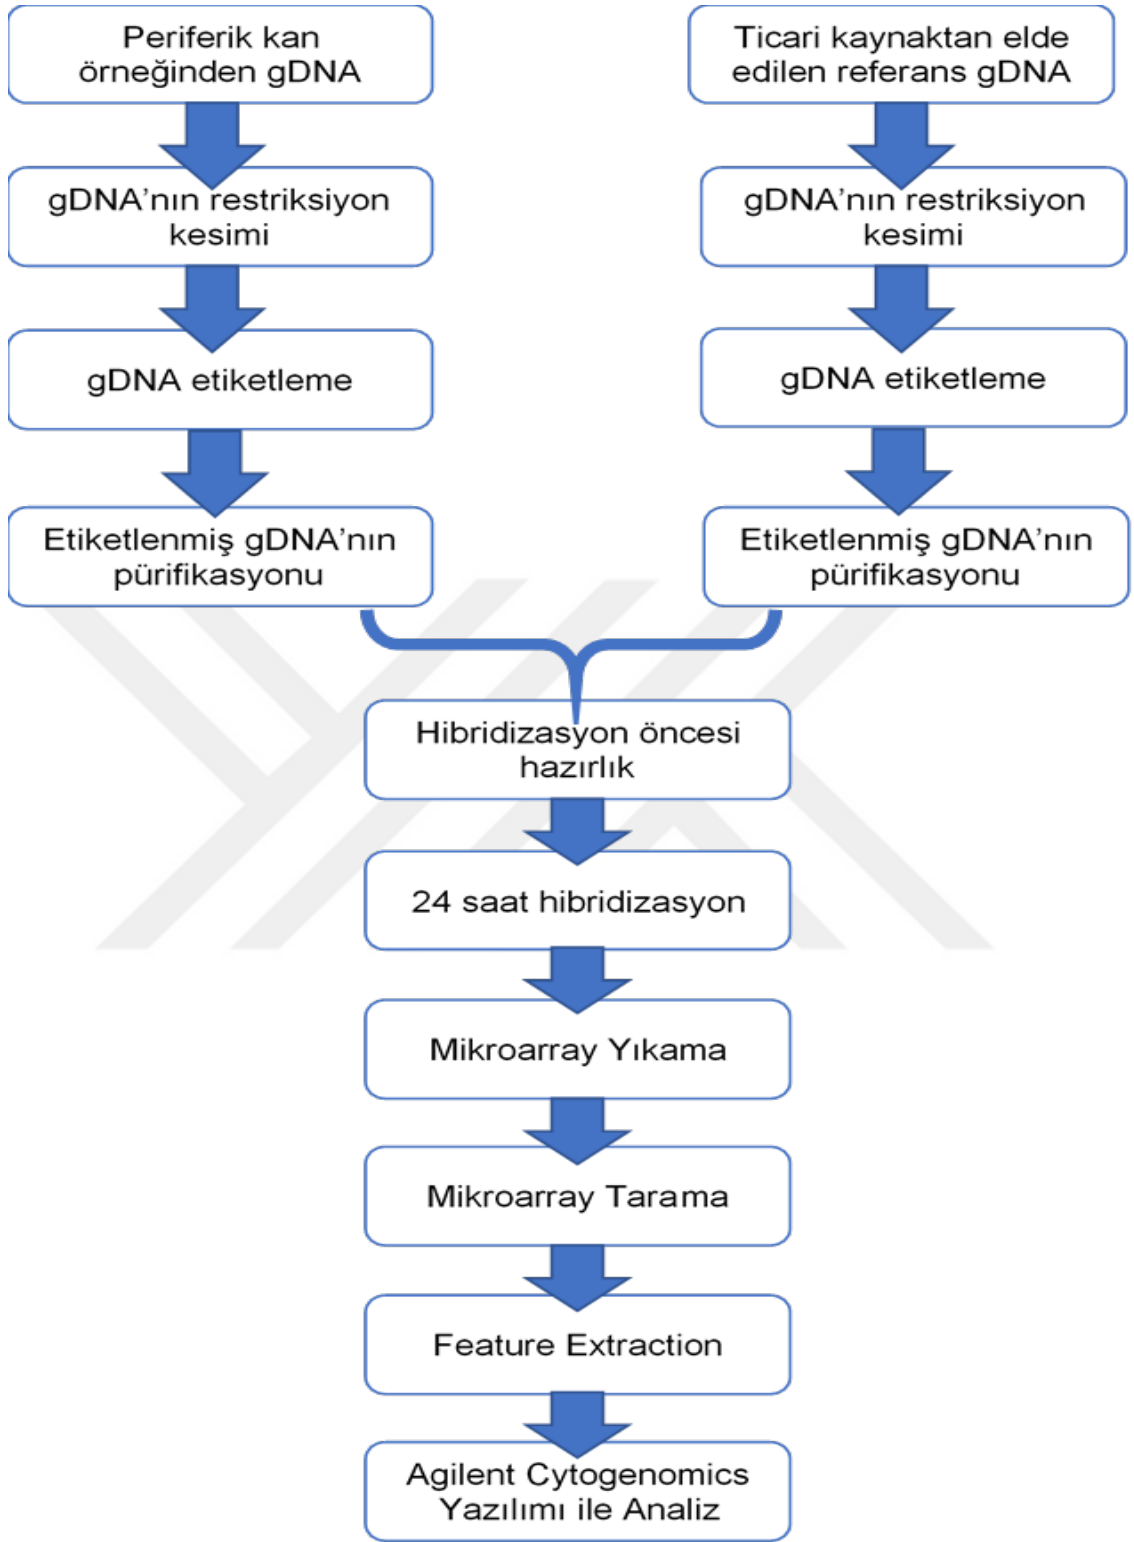 Periferik kan
örneğinden gDNA
gDNA’nın restriksiyon
kesimi
gDNA etiketleme
Etiketlenmiş gDNA’nın
pürifikasyonu
Ticari kaynaktan elde
edilen referans gDNA
gDNA’nın restriksiyon
kesimi
gDNA etiketleme
Etiketlenmiş gDNA’nın
pürifikasyonu
Hibridizasyon öncesi
hazırlık
24 saat hibridizasyon
Mikroarray Yıkama
Mikroarray Tarama
Feature Extraction
Agilent Cytogenomics
Yazılımı ile Analiz